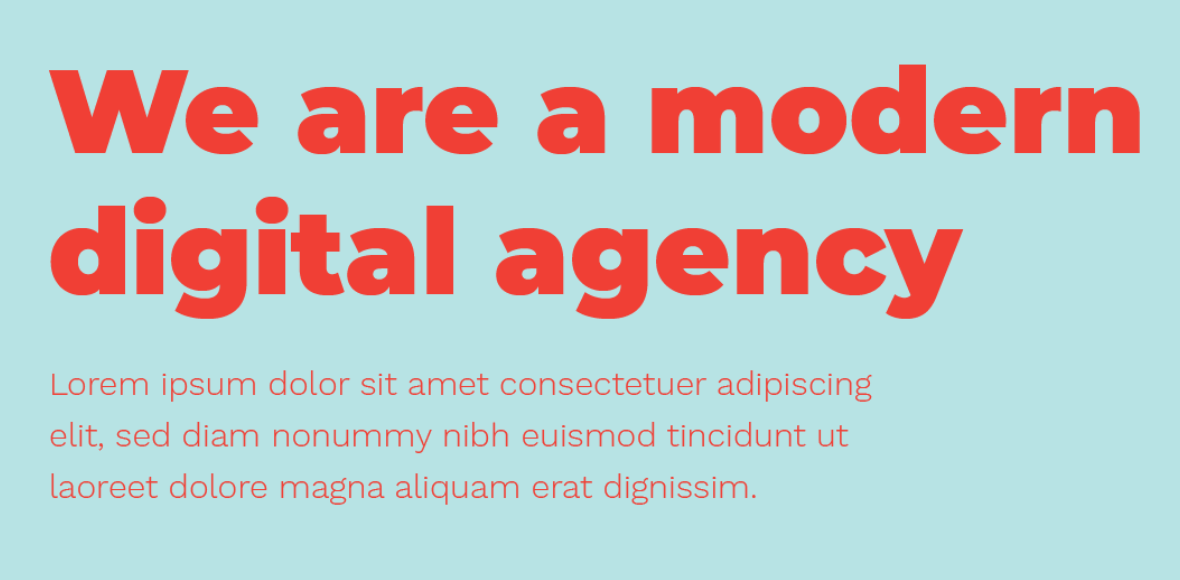 We are a modern
digital agency
Lorem ipsum dolor sit amet consectetuer adipiscing
elit, sed diam nonummy nibh euismod tincidunt ut
laoreet dolore magna aliquam erat dignissim.